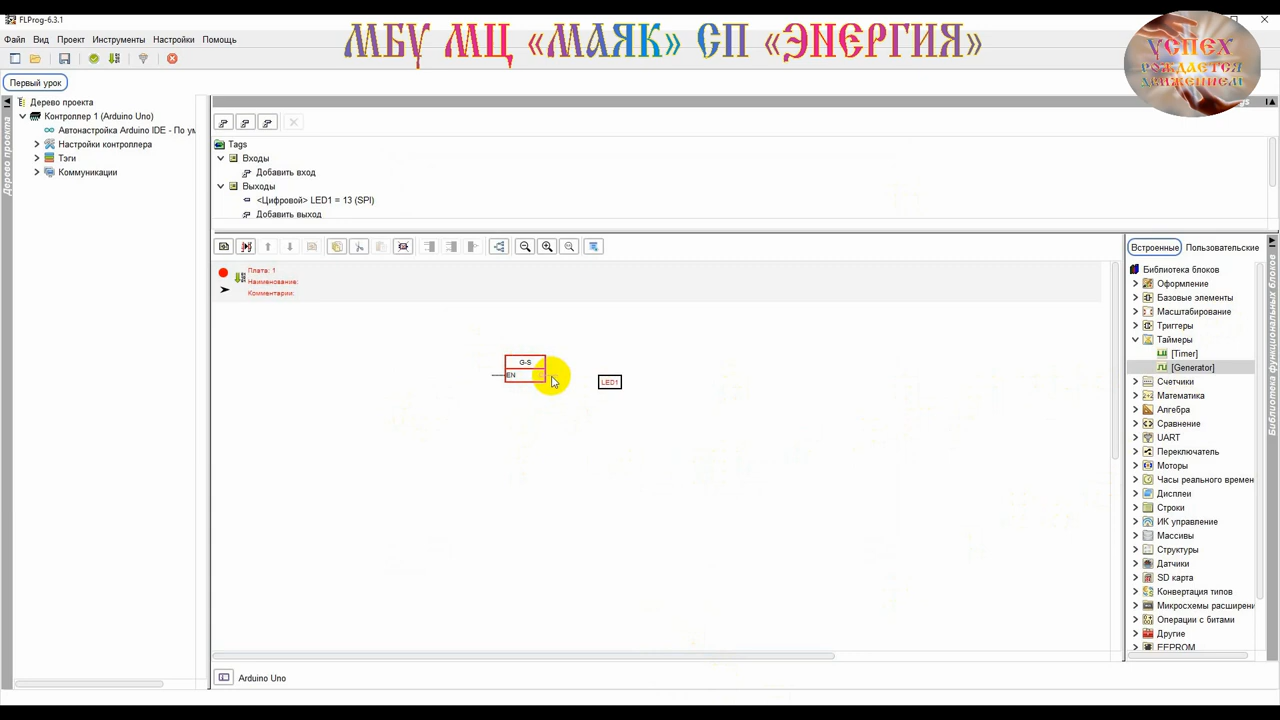 FLProg-6.3.1
МБУ МЦ «МАЯК» СП «ЭНЕРГИЯ»
УСПЕХ
РОЖДАЕТСЯ
ДВИЖЕНИЕМ
Файл Вид Проект Инструменты Настройки Помощь
Первый урок
Дерево проекта
Дерево проекта
Контроллер 1 (Arduino Uno)
Автонастройка Arduino IDE - По ум
Настройки контроллера
Тэги
Коммуникации
Tags
Входы
Добавить вход
Выходы
<Цифровой> LED1 = 13 (SPI)
Добавить выход
Плата: 1
Наименование:
Комментарии:
G-S
EN
LED1
Встроенные Пользовательские
Библиотека блоков
Оформление
Базовые элементы
Масштабирование
Триггеры
Таймеры
[Timer]
[Generator]
Счетчики
Математика
Алгебра
Сравнение
UART
Переключатель
Моторы
Часы реального времен
Дисплеи
Строки
ИК управление
Массивы
Структуры
Датчики
SD карта
Конвертация типов
Микросхемы расширени
Операции с битами
Другие
EEPROM
Библиотека функциональных блоков
Arduino Uno